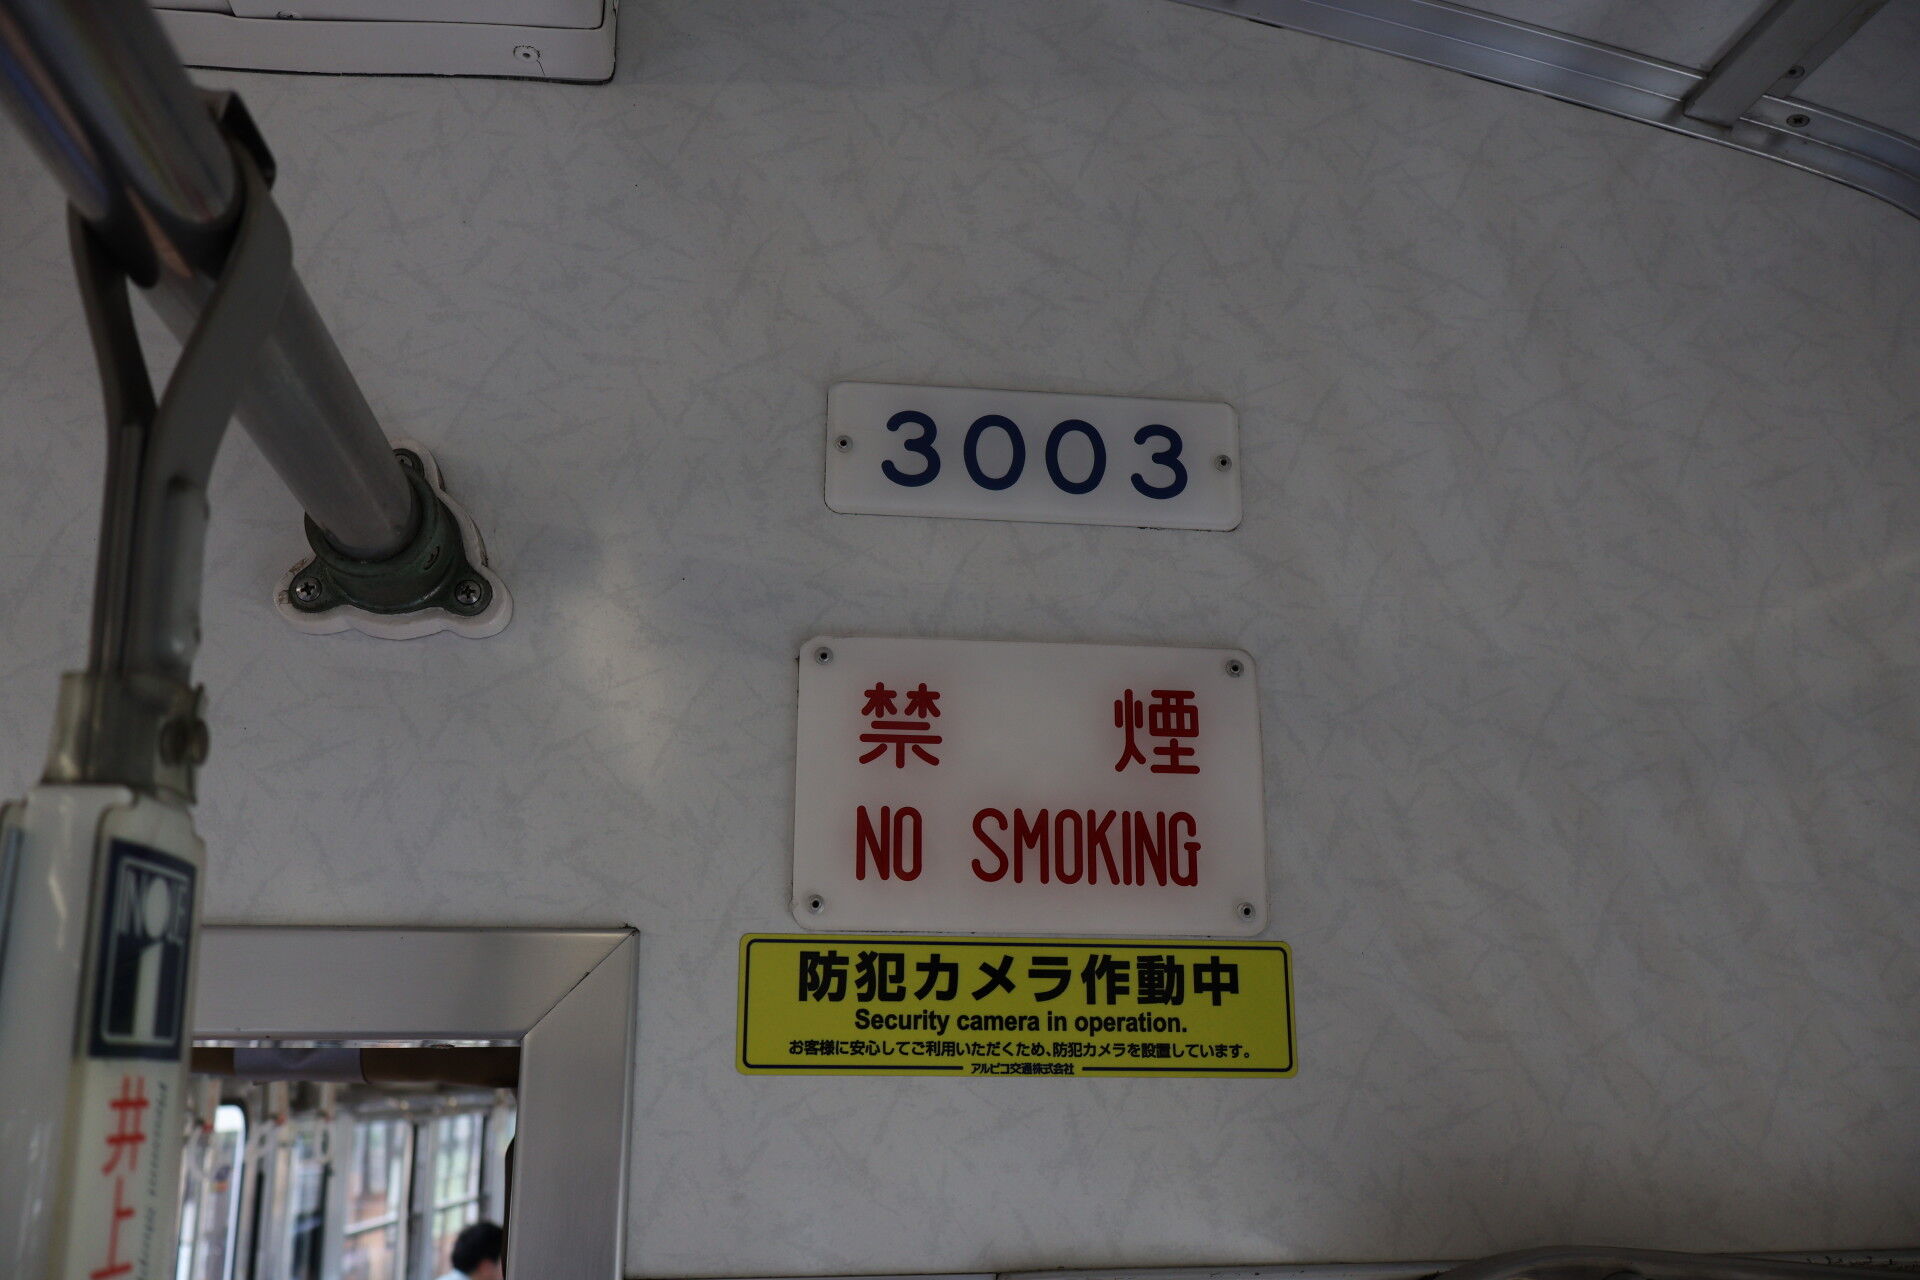 3003
禁煙
NO SMOKING
防犯カメラ作動中
Security camera in operation.
お客様に安心してご利用いただくため、防犯カメラを設置しています。
アルピコ交通株式会社
INOUE
井上